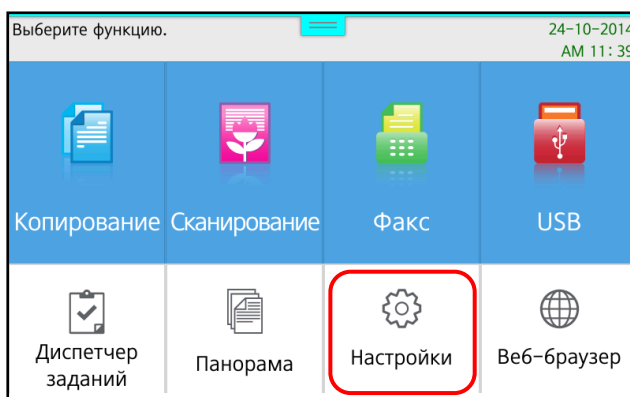 Выберите функцию.
24-10-2014
AM 11:39
Копирование Сканирование Факс USB
Диспетчер заданий
Панорама
Настройки
Веб-браузер